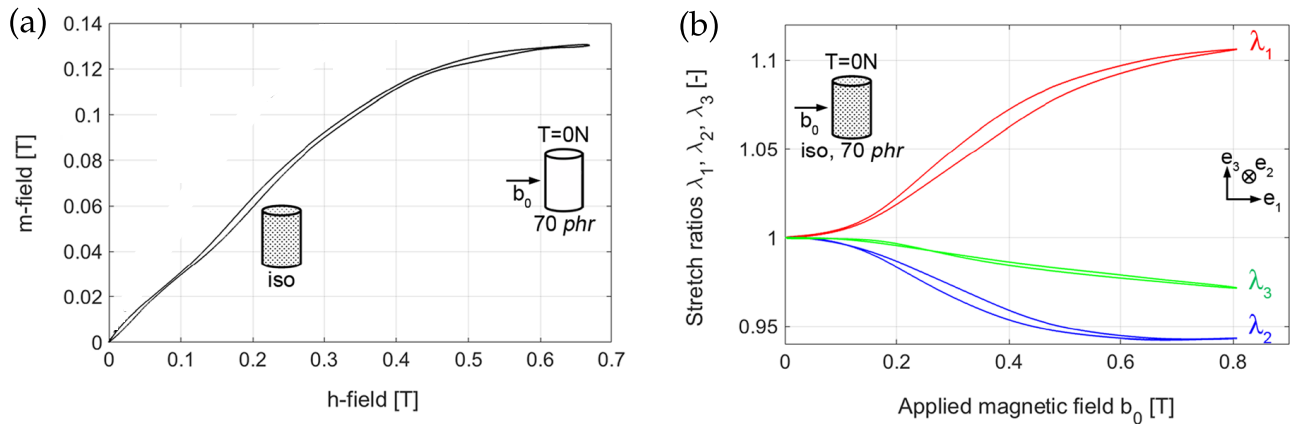 (a)
m-field [T]
0.14
0.12
0.1
0.08
0.06
0.04
0.02
0
T=0N
b₀
70 phr
iso
0 0.1 0.2 0.3 0.4 0.5 0.6 0.7
h-field [T]
(b)
Stretch ratios λ₁, λ₂, λ₃ [-]
1.1
1.05
1
0.95
T=0N
b₀
iso, 70 phr
λ₁
e₃
e₂
e₁
λ₃
λ₂
0 0.2 0.4 0.6 0.8
Applied magnetic field b₀ [T]